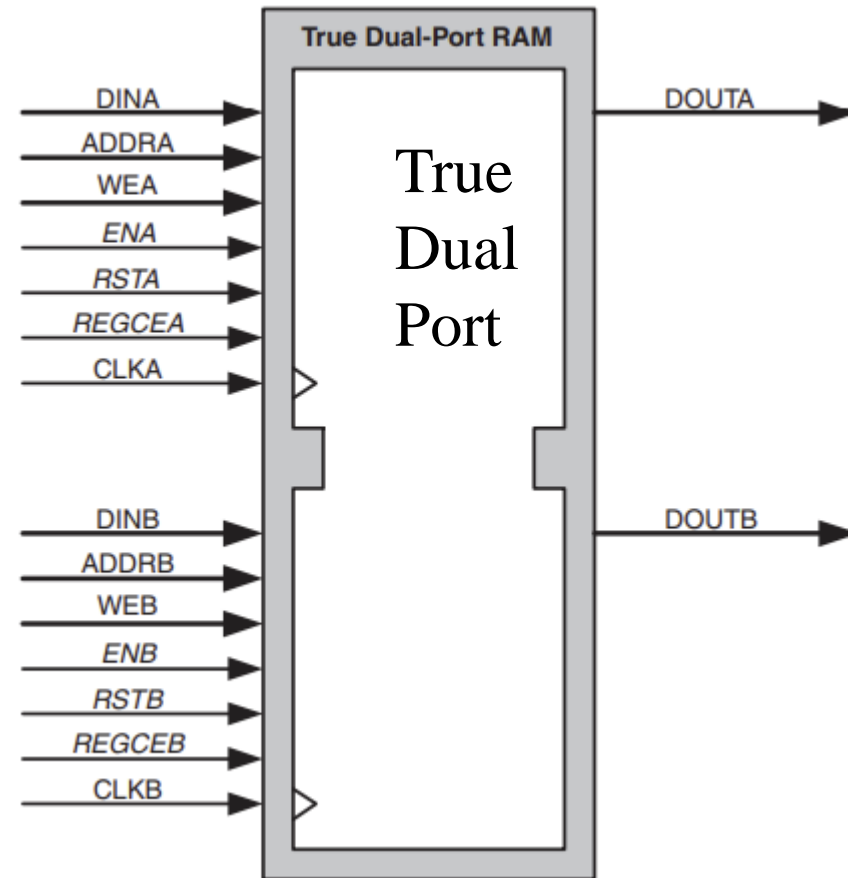 True Dual-Port RAM
DINA
ADDRA
WEA
ENA
RSTA
REGCEA
CLKA
True
Dual
Port
DOUTA
DINB
ADDRB
WEB
ENB
RSTB
REGCEB
CLKB
DOUTB